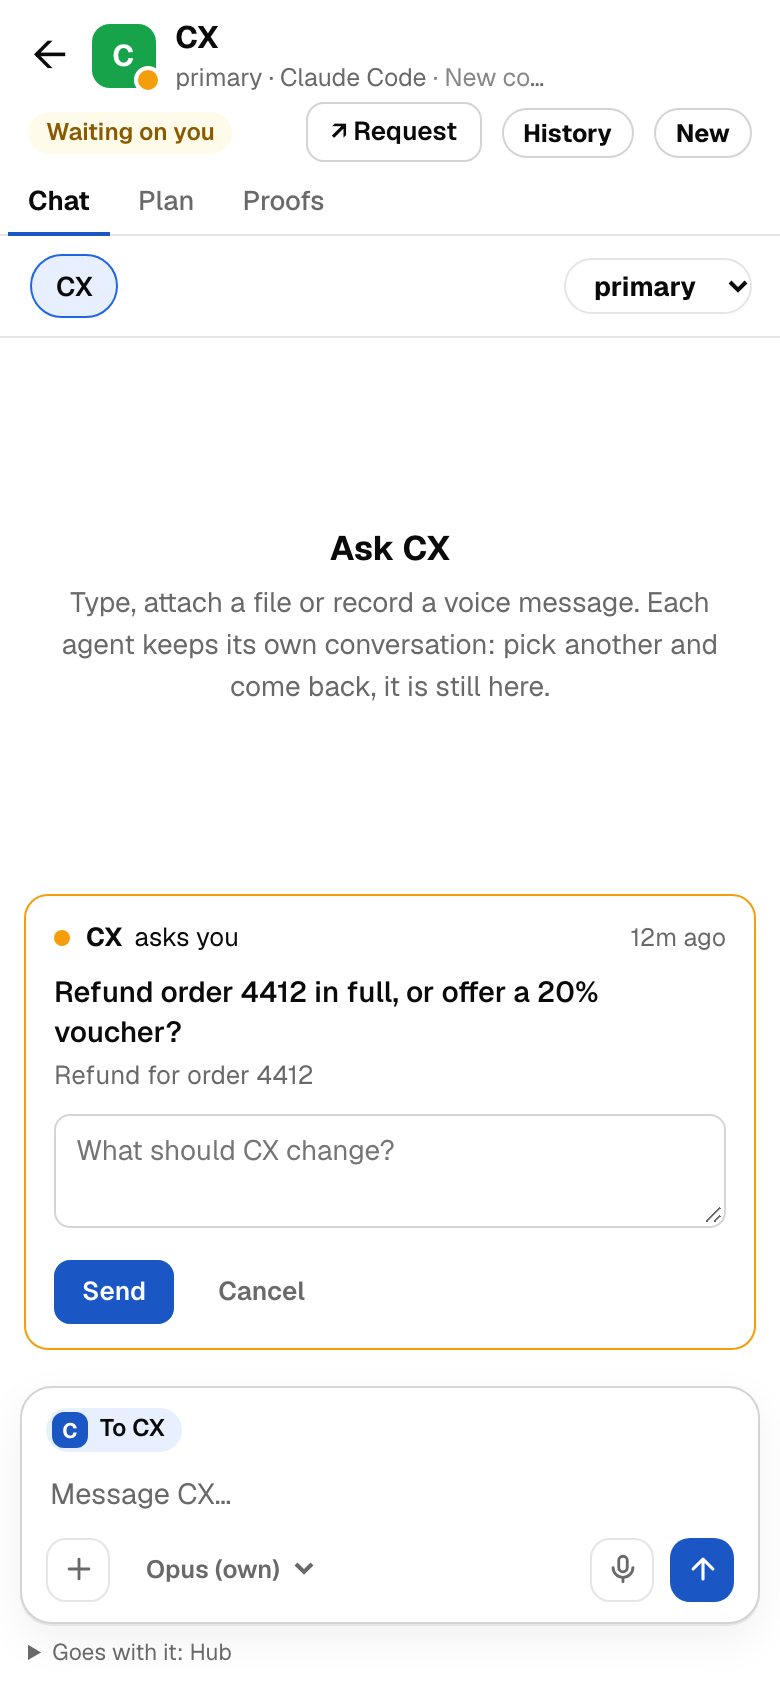 C
CX
primary · Claude Code · New co...
Waiting on you
Request
History
New
Chat
Plan
Proofs
CX
primary
Ask CX
Type, attach a file or record a voice message. Each
agent keeps its own conversation: pick another and
come back, it is still here.
CX asks you
12m ago
Refund order 4412 in full, or offer a 20%
voucher?
Refund for order 4412
What should CX change?
Send
Cancel
C
To CX
Message CX...
Opus (own)
Goes with it: Hub